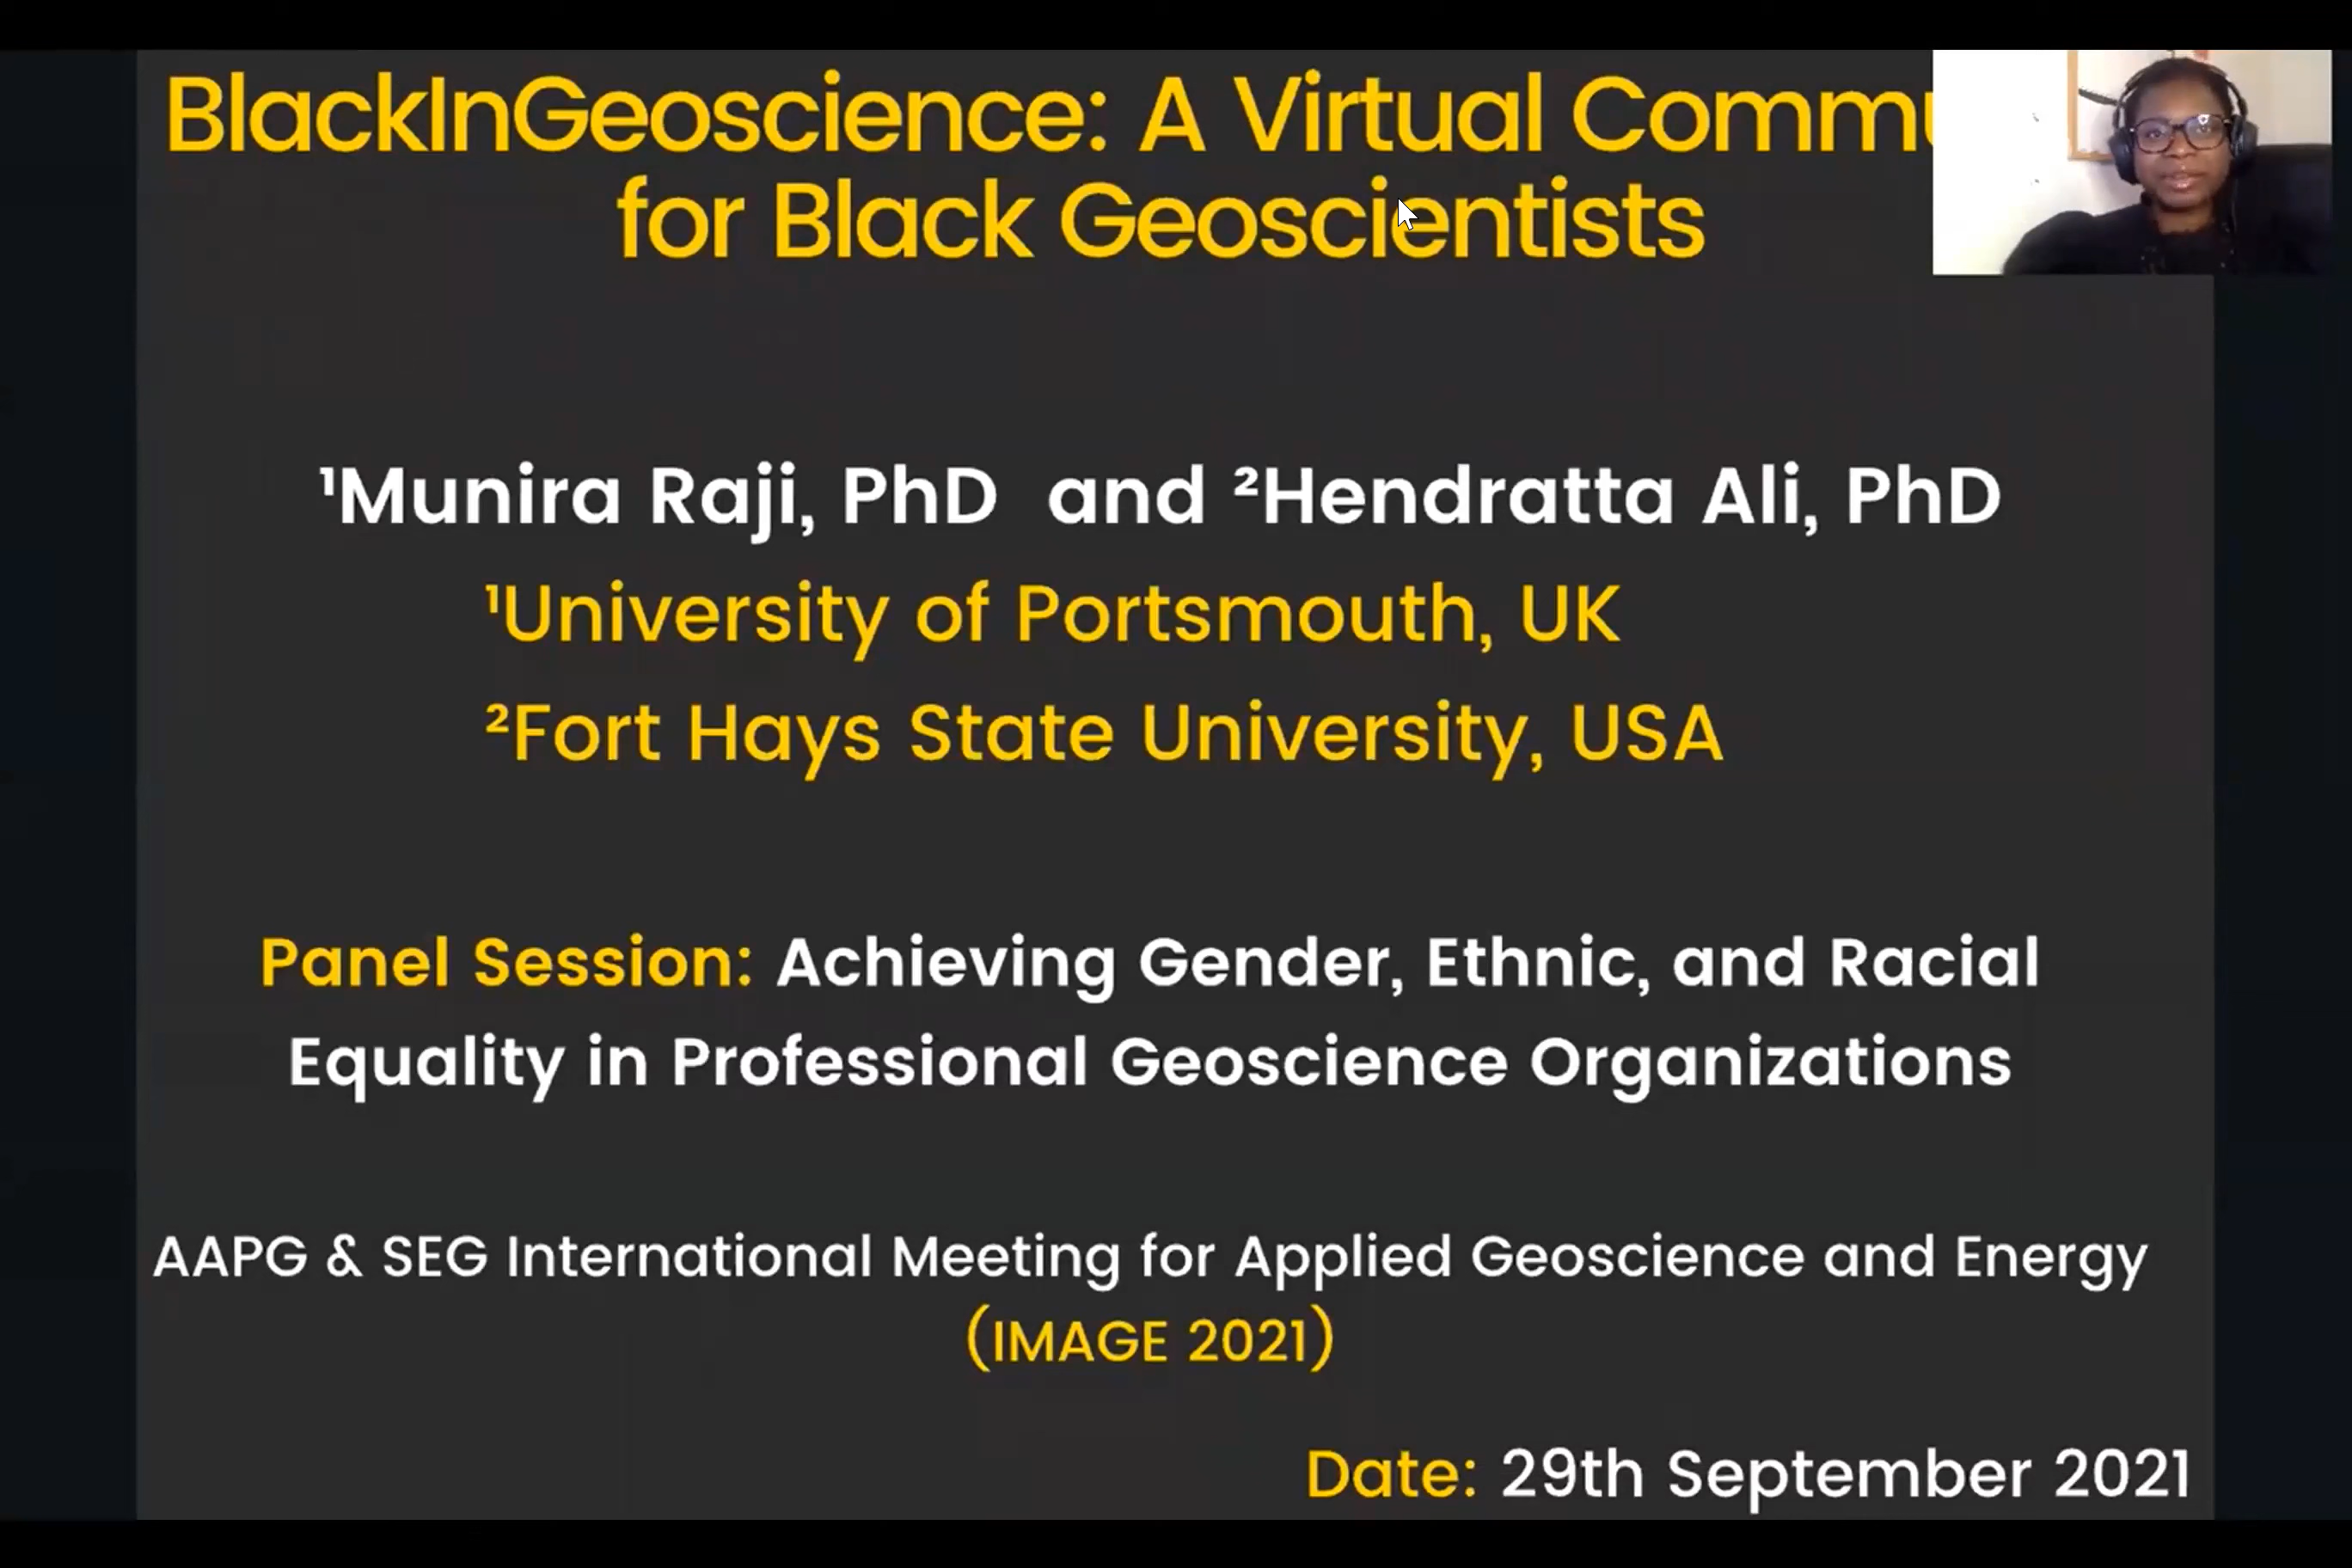 BlackInGeoscience: A Virtual Commu
for Black Geoscientists
¹Munira Raji, PhD and ²Hendratta Ali, PhD
¹University of Portsmouth, UK
²Fort Hays State University, USA
Panel Session: Achieving Gender, Ethnic, and Racial
Equality in Professional Geoscience Organizations
AAPG & SEG International Meeting for Applied Geoscience and Energy
(IMAGE 2021)
Date: 29th September 2021